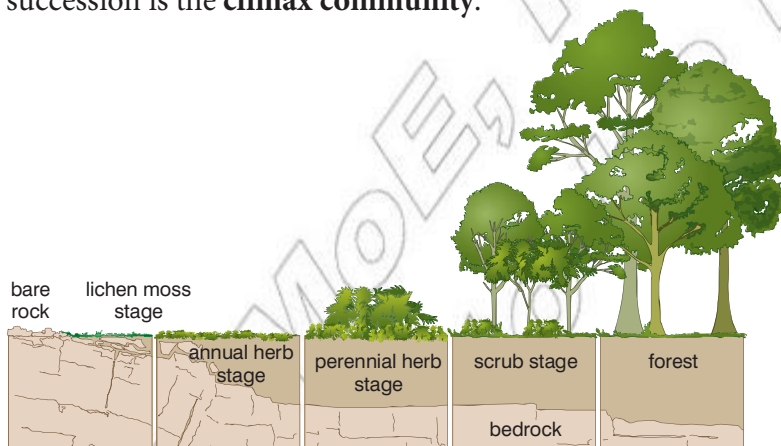 succession is the climax community.
MoE,
bare
rock
lichen moss
stage
annual herb
stage
perennial herb
stage
scrub stage
forest
bedrock